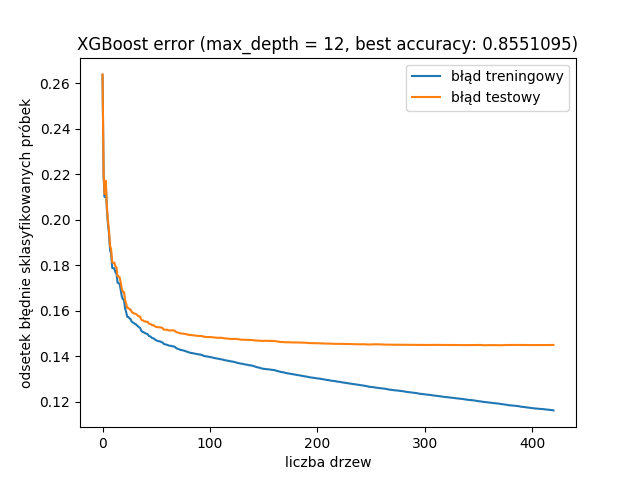 XGBoost error (max_depth = 12, best accuracy: 0.8551095)
błąd treningowy
błąd testowy
odsetek błędnie sklasyfikowanych próbek
0.26
0.24
0.22
0.20
0.18
0.16
0.14
0.12
0
100
200
300
400
liczba drzew